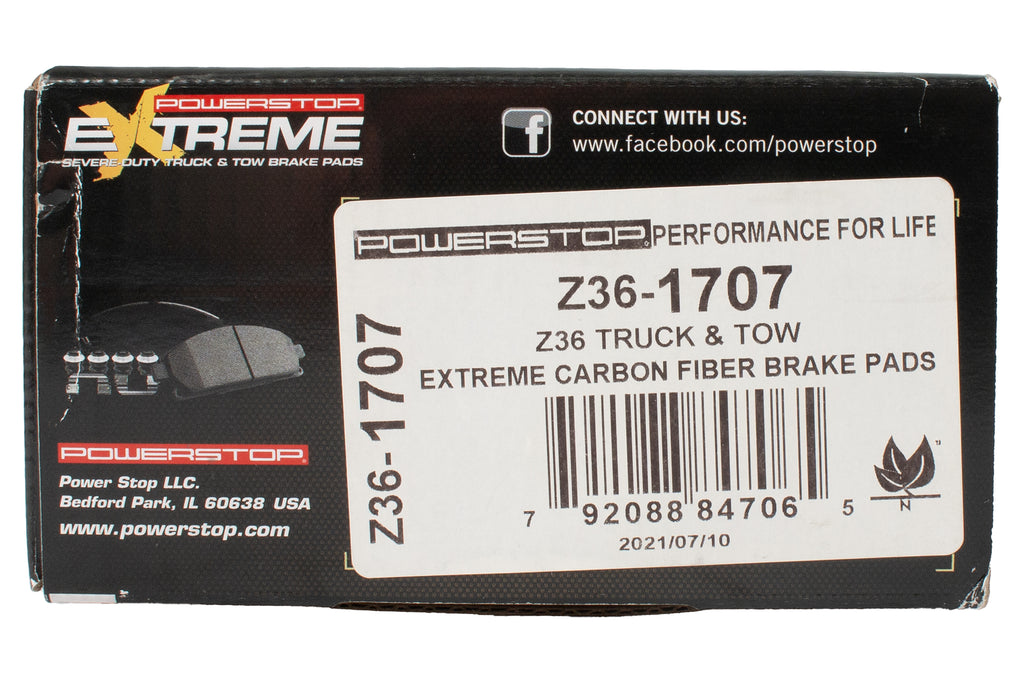 POWERSTOP
EXTREME
SEVERE-DUTY TRUCK & TOW BRAKE PADS
f
CONNECT WITH US:
www.facebook.com/powerstop
POWERSTOP PERFORMANCE FOR LIFE
Z36-1707
Z36 TRUCK & TOW
EXTREME CARBON FIBER BRAKE PADS
Z36-1707
7 92088 84706 5
2021/07/10
N
POWERSTOP
Power Stop LLC.
Bedford Park, IL 60638 USA
www.powerstop.com